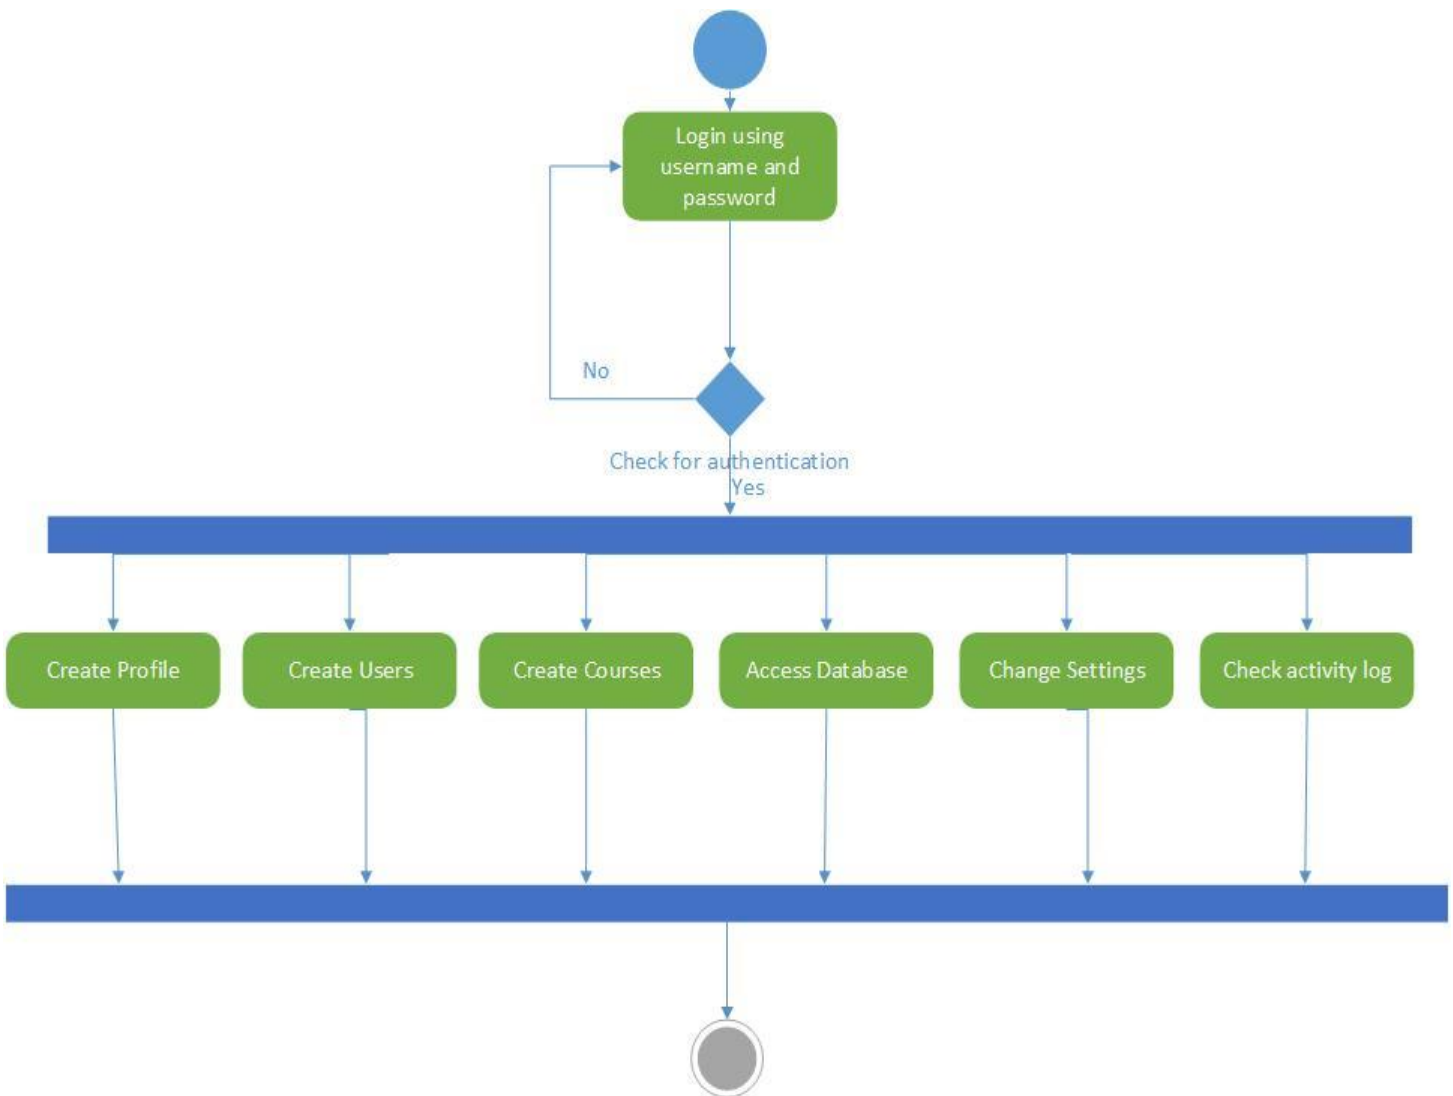 Login using
username and
password
No
Check for authentication
Yes
Create Profile
Create Users
Create Courses
Access Database
Change Settings
Check activity log